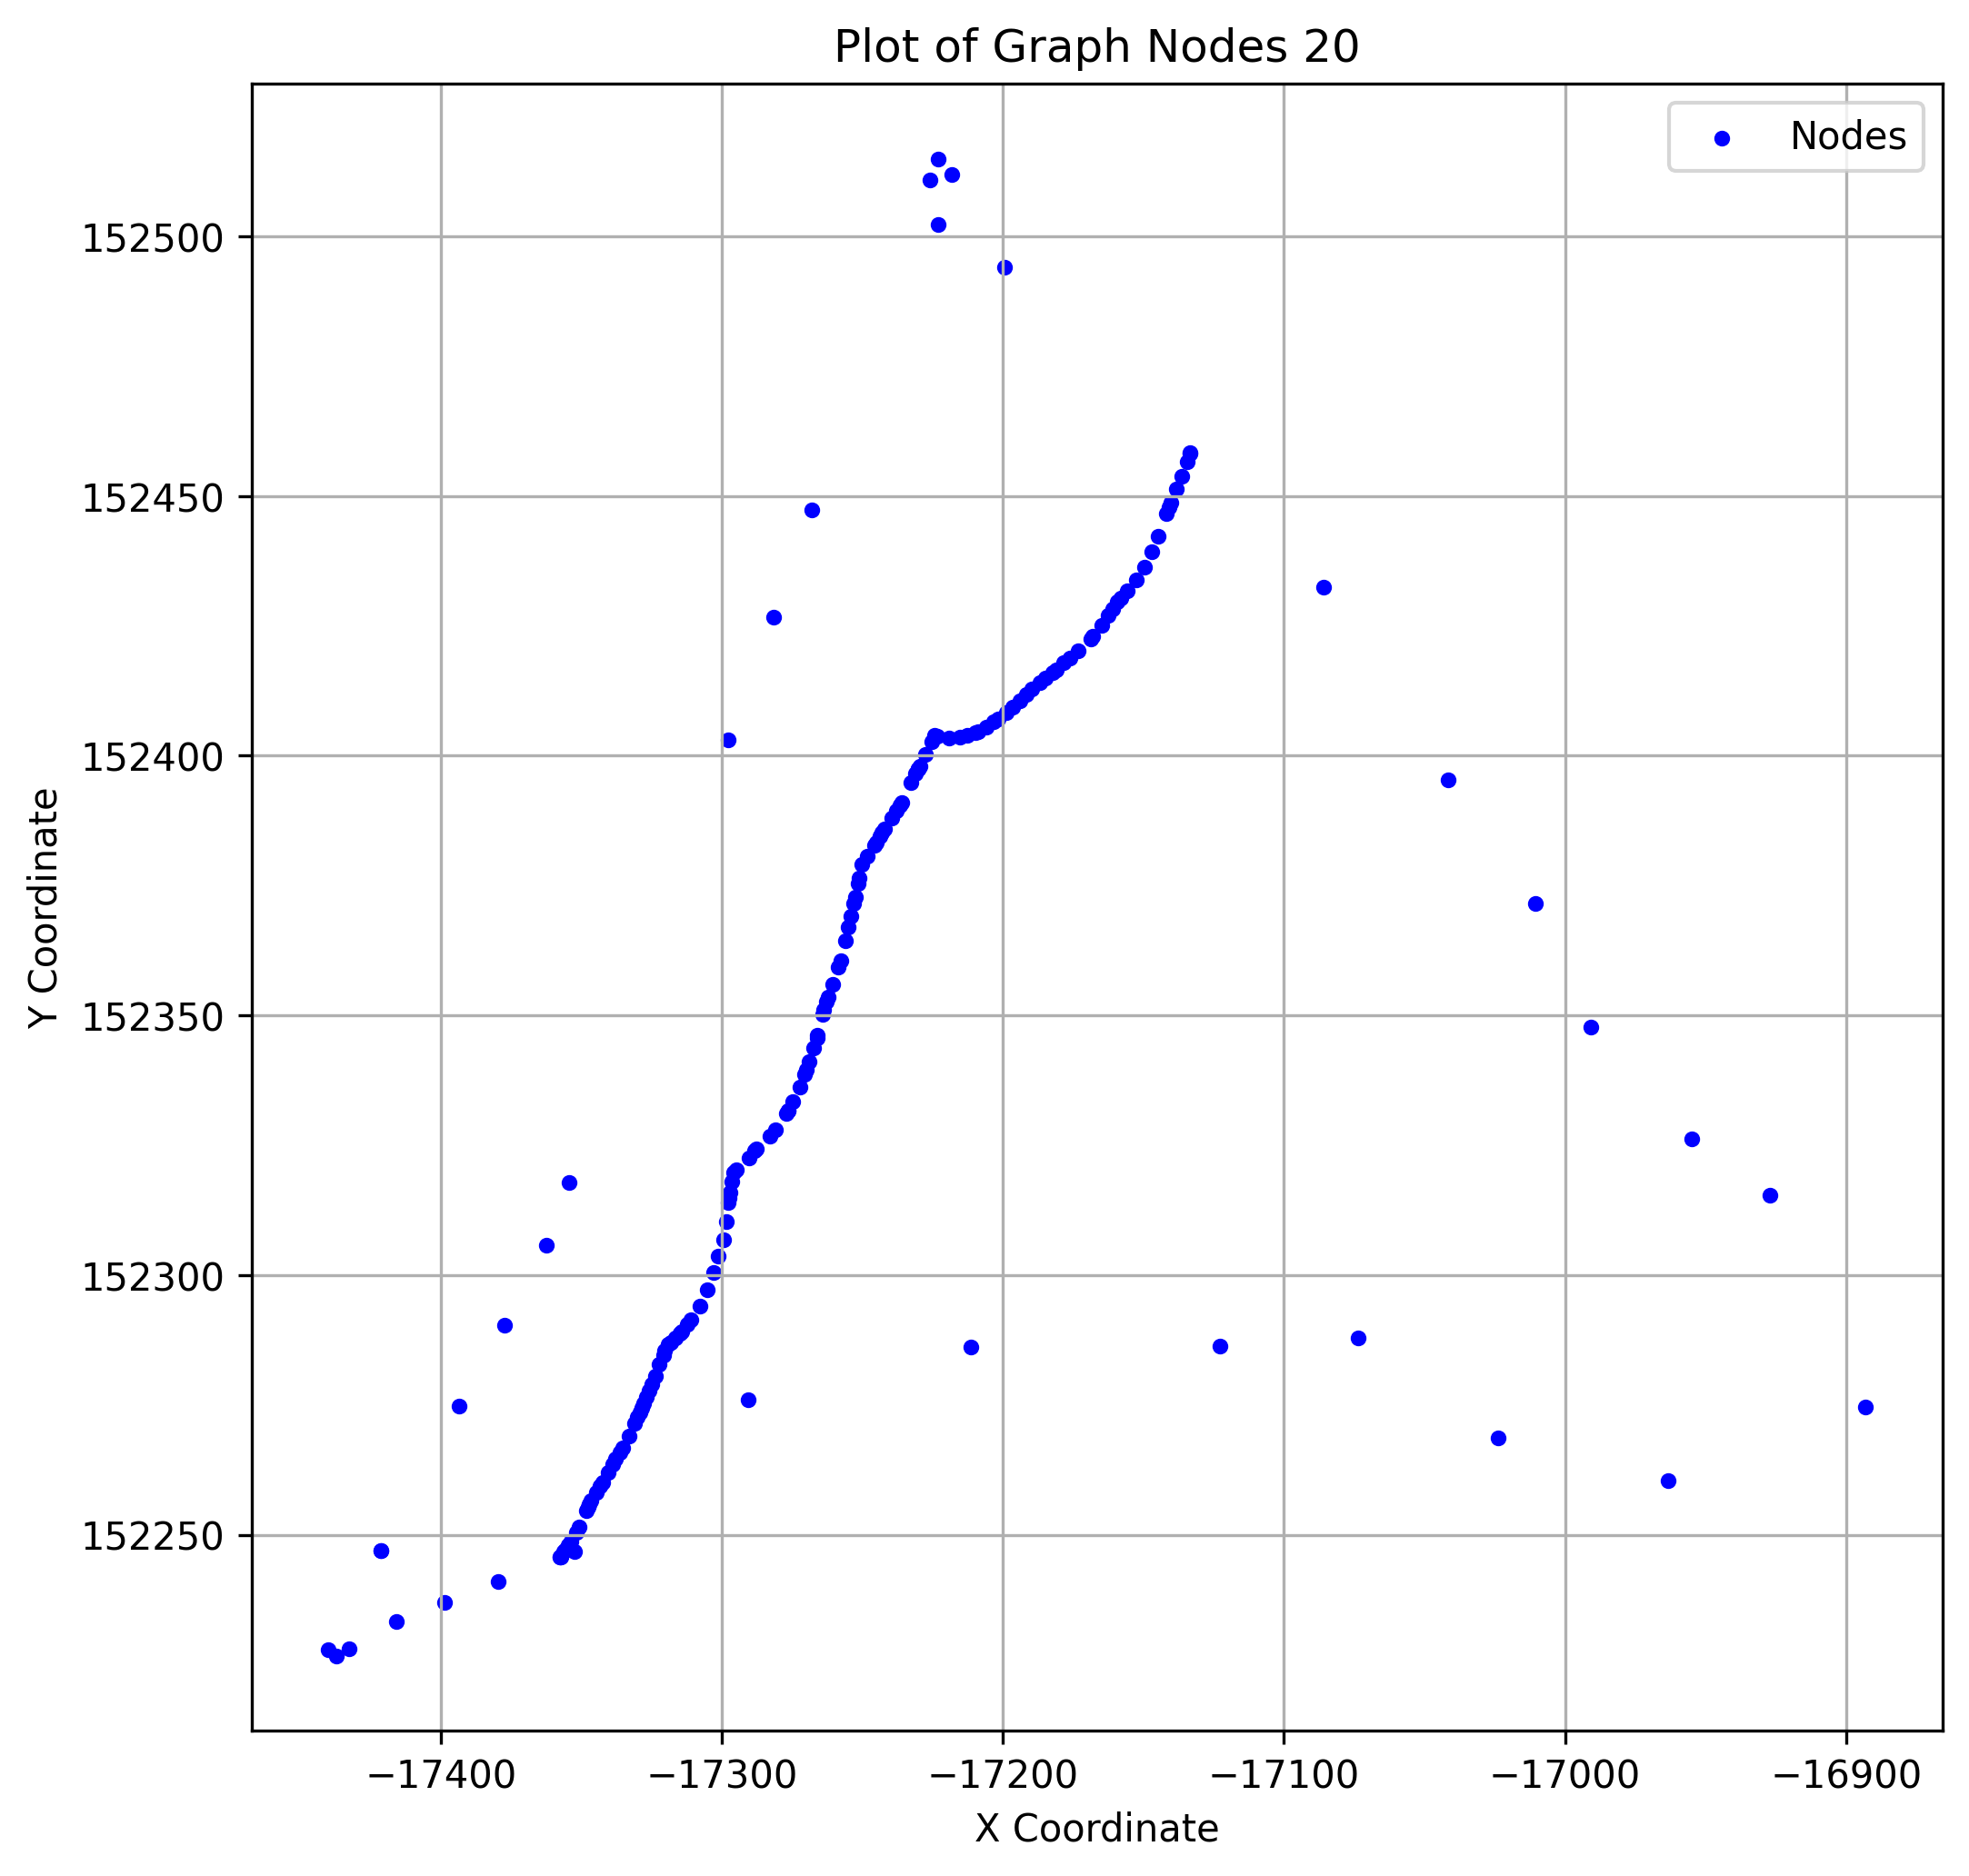 Plot of Graph Nodes 20
Nodes
Y Coordinate
152500
152450
152400
152350
152300
152250
−17400 −17300 −17200 −17100 −17000 −16900
X Coordinate